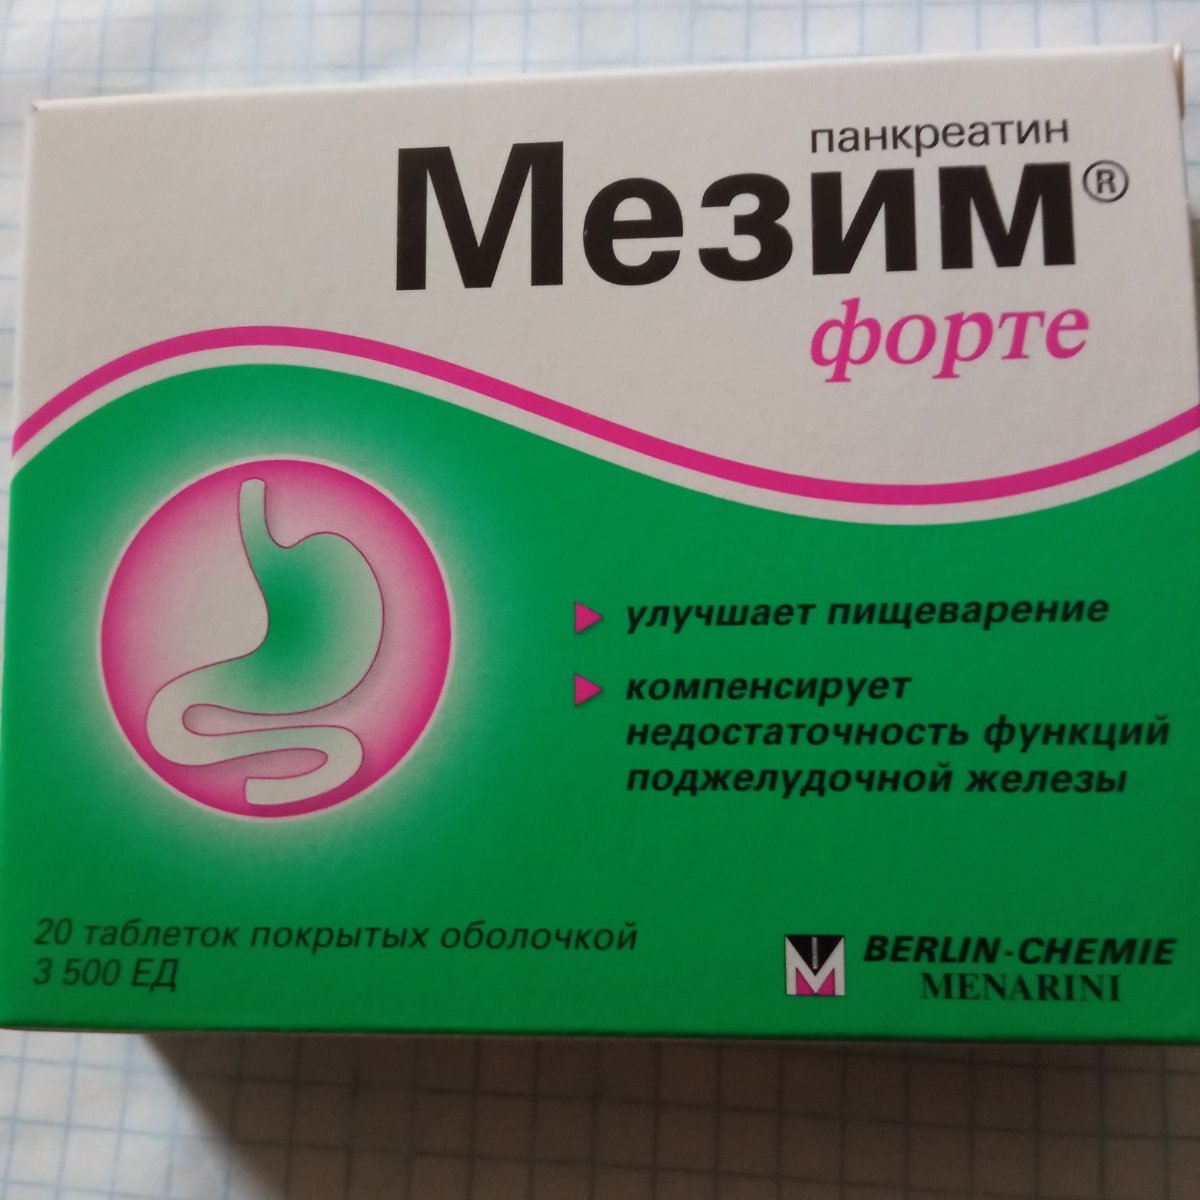 панкреатин
Мезим®
форте
улучшает пищеварение
компенсирует
недостаточность функций
поджелудочной железы
20 таблеток покрытых оболочкой
3 500 ЕД
MENARINI
BERLIN-CHEMIE
MENARINI